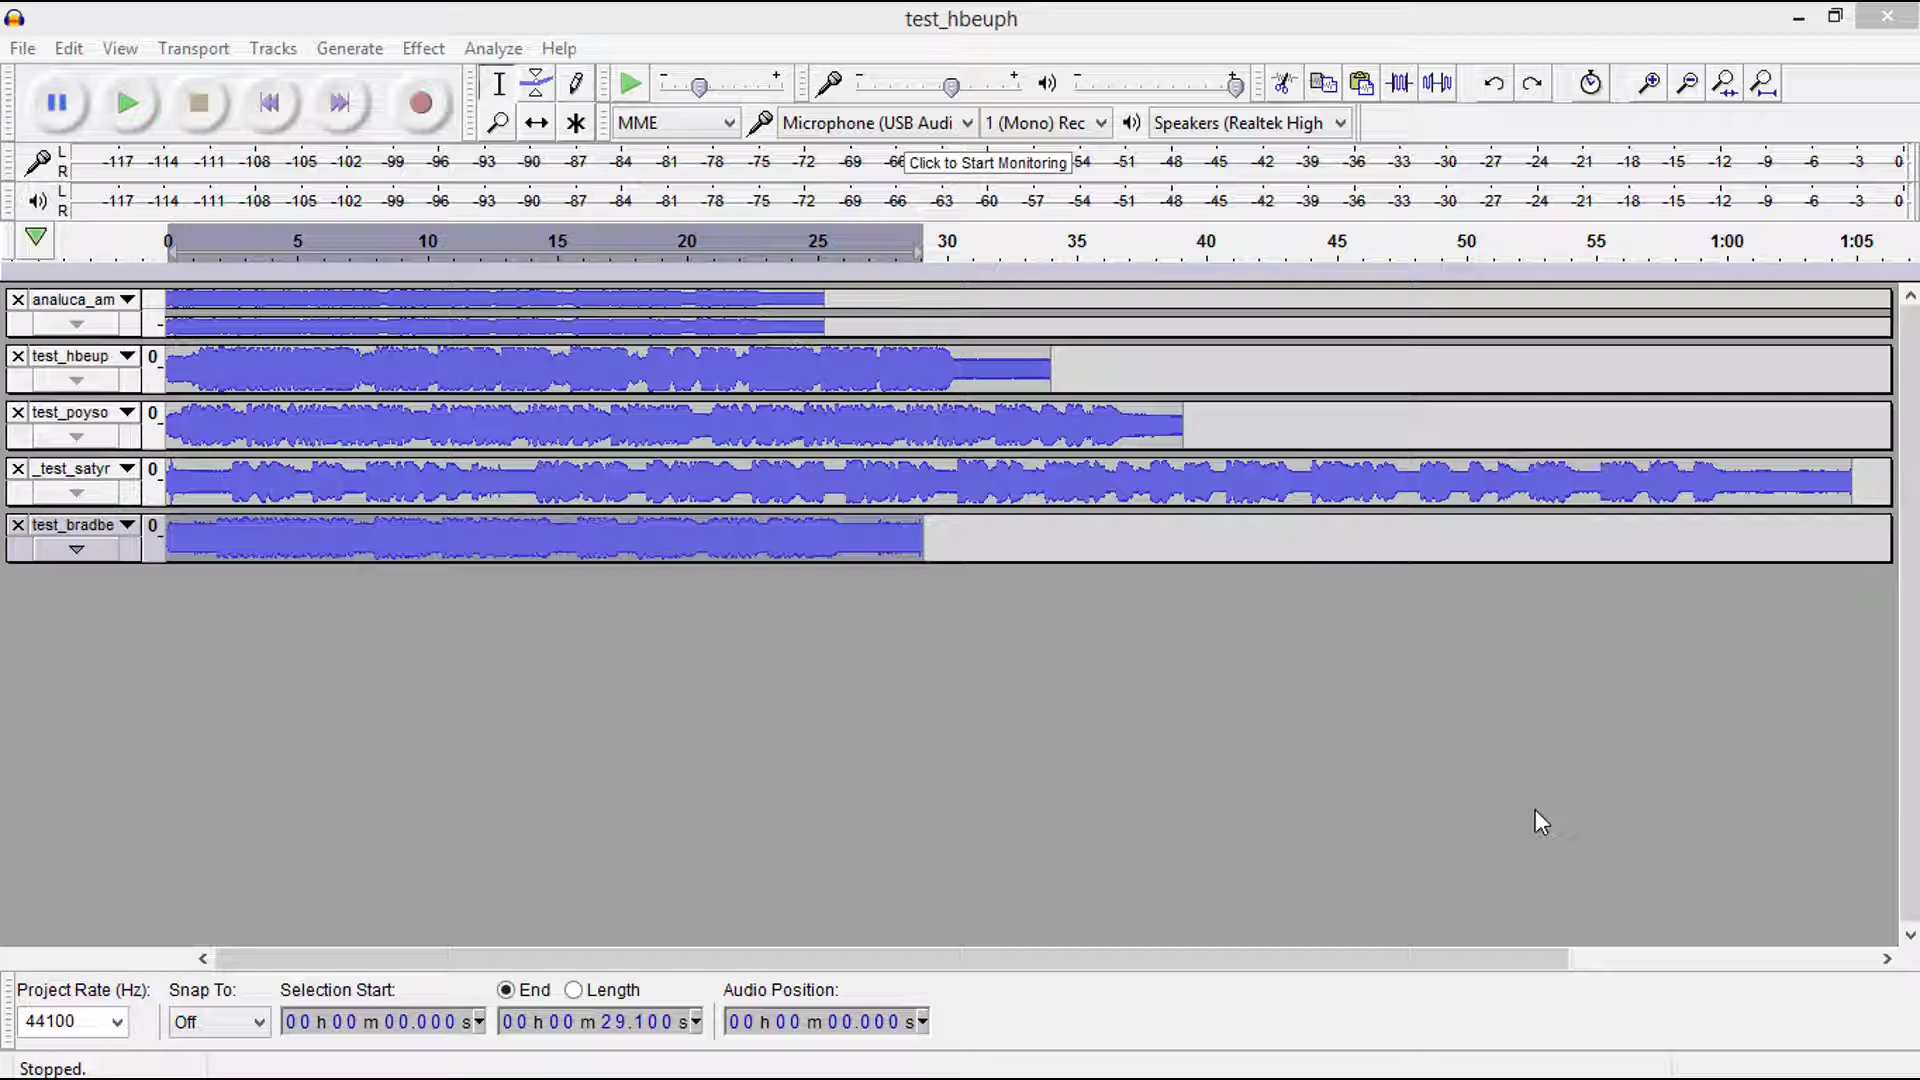 test_hbeuph
File Edit View Transport Tracks Generate Effect Analyze Help
MME Microphone (USB Audi 1 (Mono) Rec Speakers (Realtek High
L R -117 -114 -111 -108 -105 -102 -99 -96 -93 -90 -87 -84 -81 -78 -75 -72 -69 -66 Click to Start Monitoring -54 -51 -48 -45 -42 -39 -36 -33 -30 -27 -24 -21 -18 -15 -12 -9 -6 -3 0
L R -117 -114 -111 -108 -105 -102 -99 -96 -93 -90 -87 -84 -81 -78 -75 -72 -69 -66 -63 -60 -57 -54 -51 -48 -45 -42 -39 -36 -33 -30 -27 -24 -21 -18 -15 -12 -9 -6 -3 0
0 5 10 15 20 25 30 35 40 45 50 55 1:00 1:05
analuca_am
test_hbeup 0
test_poyso 0
_test_satyr 0
test_bradbe 0
Project Rate (Hz): Snap To: Selection Start: End Length Audio Position:
44100 Off 00 h 00 m 00.000 s 00 h 00 m 29.100 s 00 h 00 m 00.000 s
Stopped.